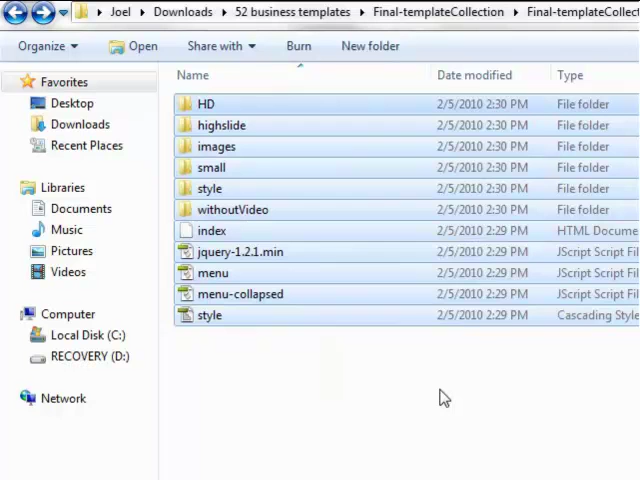 Joel Downloads 52 business templates Final-templateCollection Final-templateCollect
Organize Open Share with Burn New folder
Name Date modified Type
Favorites
Desktop
Downloads
Recent Places
Libraries
Documents
Music
Pictures
Videos
Computer
Local Disk (C:)
RECOVERY (D:)
Network
HD 2/5/2010 2:30 PM File folder
highslide 2/5/2010 2:30 PM File folder
images 2/5/2010 2:30 PM File folder
small 2/5/2010 2:30 PM File folder
style 2/5/2010 2:30 PM File folder
withoutVideo 2/5/2010 2:30 PM File folder
index 2/5/2010 2:29 PM HTML Docume
jquery-1.2.1.min 2/5/2010 2:29 PM JScript Script Fil
menu 2/5/2010 2:29 PM JScript Script Fil
menu-collapsed 2/5/2010 2:29 PM JScript Script Fil
style 2/5/2010 2:29 PM Cascading Style